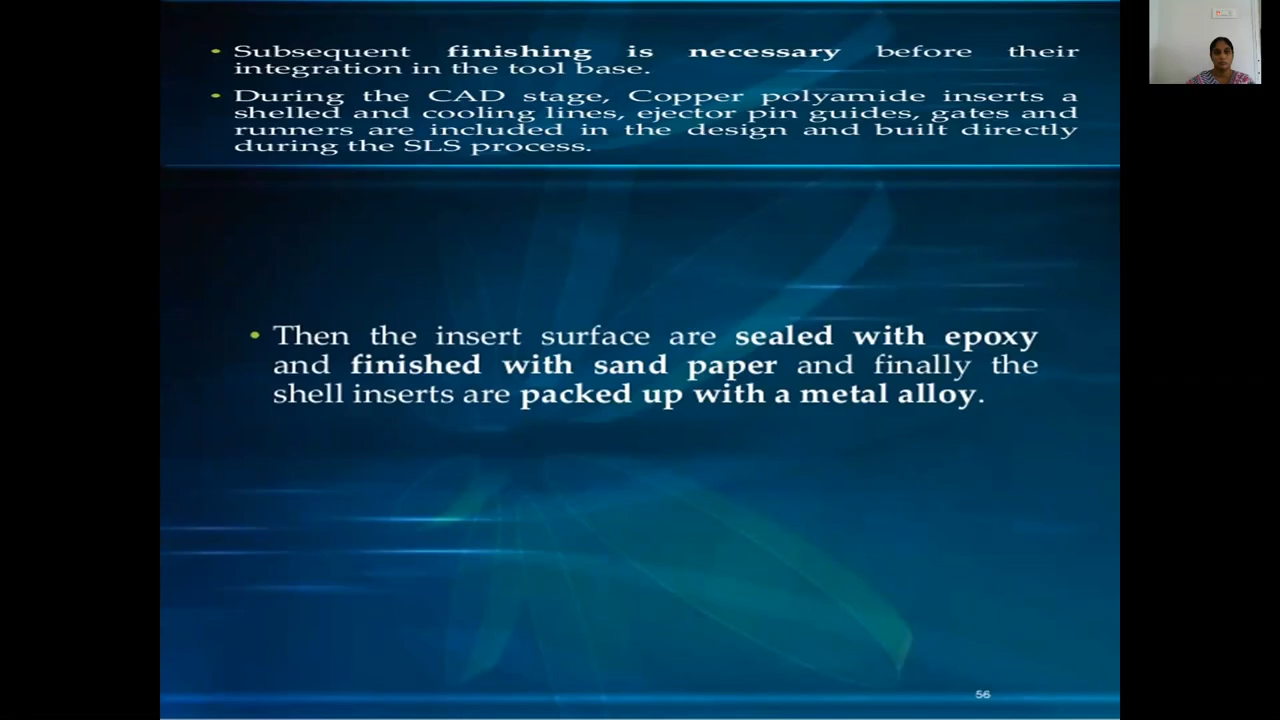 • Subsequent finishing is necessary before their
integration in the tool base.
• During the CAD stage, Copper polyamide inserts a
shelled and cooling lines, ejector pin guides, gates and
runners are included in the design and built directly
during the SLS process.
• Then the insert surface are sealed with epoxy
and finished with sand paper and finally the
shell inserts are packed up with a metal alloy.
56